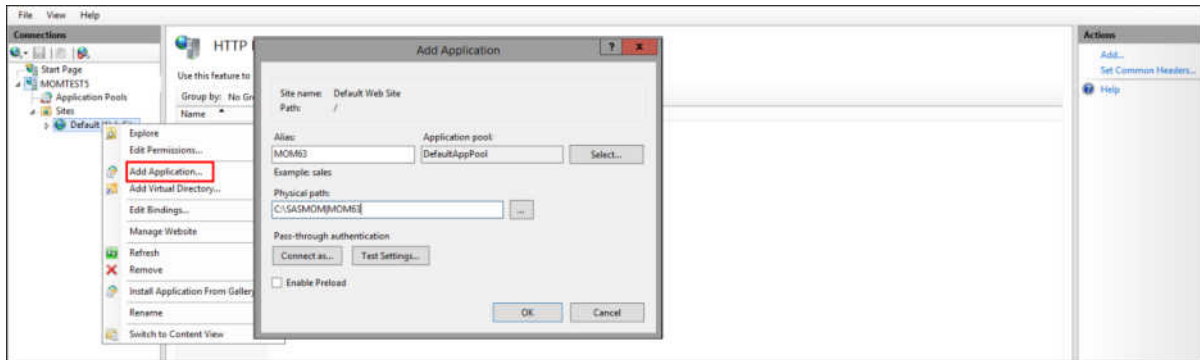 File View Help
Connections
Start Page
MOMTEST5
Application Pools
Sites
Default Web Site
Explore
Edit Permissions...
Add Application...
Add Virtual Directory...
Edit Bindings...
Manage Website
Refresh
Remove
Install Application From Gallery
Rename
Switch to Content View
HTTP
Use this feature to
Group by: No Gr
Name
Add Application
?
x
Site name: Default Web Site
Path: /
Alias:
Application pool:
MOM63
DefaultAppPool
Select...
Example: sales
Physical path:
C:\SASMOM\MOM63
...
Pass-through authentication
Connect as...
Test Settings...
Enable Preload
OK
Cancel
Actions
Add...
Set Common Headers...
Help